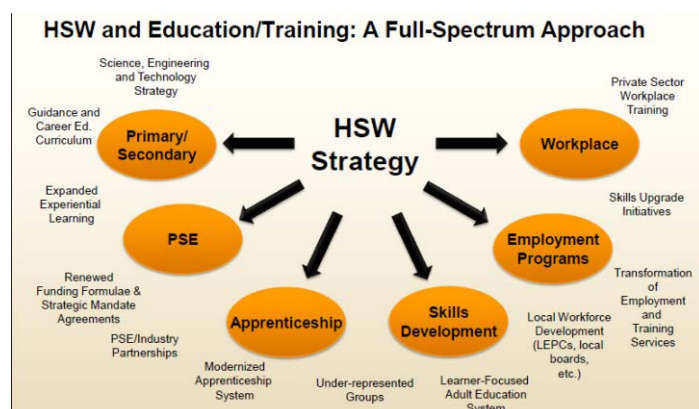 HSW and Education/Training: A Full-Spectrum Approach
Science, Engineering
and Technology
Strategy
Guidance and
Career Ed.
Curriculum
Primary/
Secondary
HSW
Strategy
Private Sector
Workplace
Training
Workplace
Expanded
Experiential
Learning
PSE
Skills Upgrade
Initiatives
Employment
Programs
Renewed
Funding Formulae &
Strategic Mandate
Agreements
PSE/Industry
Partnerships
Apprenticeship
Modernized
Apprenticeship
System
Under-represented
Groups
Skills
Development
Learner-Focused
Adult Education
System
Local Workforce
Development
(LEPCs, local
boards,
etc.)
Transformation
of
Employment
and
Training
Services